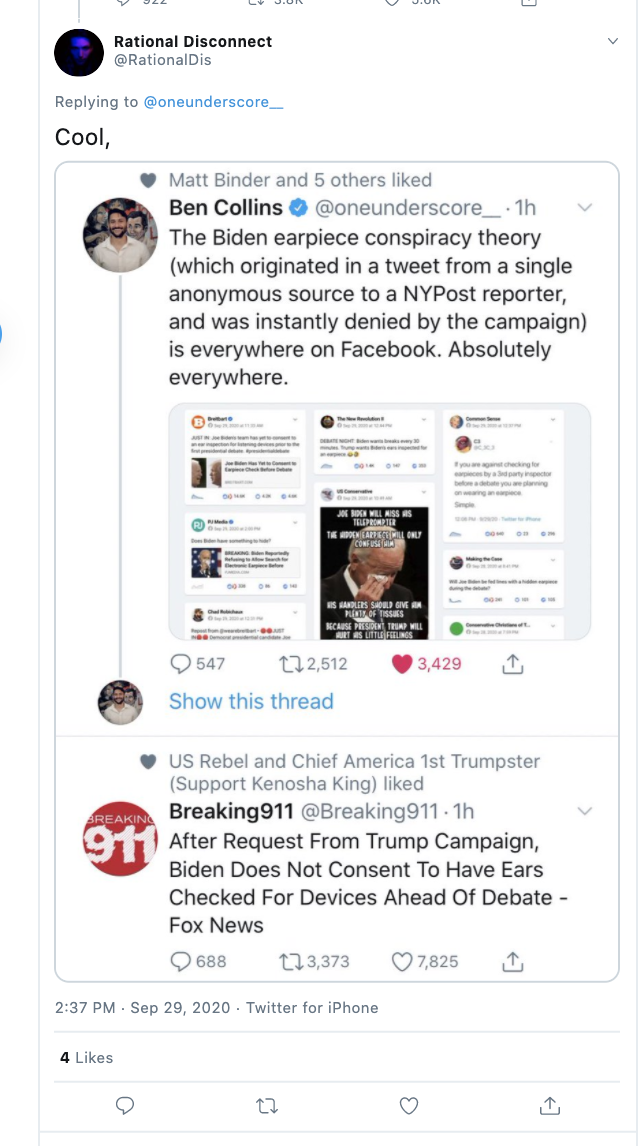 922 3.8K 5.6K
Rational Disconnect
@RationalDis
Replying to @oneunderscore__
Cool,
Matt Binder and 5 others liked
Ben Collins @oneunderscore__ · 1h
The Biden earpiece conspiracy theory
(which originated in a tweet from a single
anonymous source to a NYPost reporter,
and was instantly denied by the campaign)
is everywhere on Facebook. Absolutely
everywhere.
Breitbart
JUST IN: Joe Biden's team has yet to consent to
an ear inspection for listening devices prior to the
first presidential debate. #presidentialdebate
Joe Biden Has Yet to Consent to
Earpiece Check Before Debate
PJ Media
Does Biden have something to hide?
BREAKING: Biden Reportedly
Refusing to Allow Search for
Electronic Earpiece Before
Chad Robichaux
The New Revolution II
DEBATE NIGHT: Biden wants breaks every 30
minutes. Trump wants Biden's ears inspected for
an earpiece
US Conservative
JOE BIDEN WILL MISS HIS
TELEPROMPTER
THE HIDDEN EARPIECE WILL ONLY
CONFUSE HIM
HIS HANDLERS SHOULD GIVE HIM
PLENTY OF TISSUES
BECAUSE PRESIDENT TRUMP WILL
HURT HIS LITTLE FEELINGS
Common Sense
If you are against checking for
earpieces by a 3rd party inspector
before a debate you are planning
on wearing an earpiece.
Simple.
Making the Case
Will Joe Biden be fed lines with a hidden earpiece
during the debate?
Conservative Christians of T...
547 2,512 3,429
Show this thread
US Rebel and Chief America 1st Trumpster
(Support Kenosha King) liked
BREAKING
911
Breaking911 @Breaking911 · 1h
After Request From Trump Campaign,
Biden Does Not Consent To Have Ears
Checked For Devices Ahead Of Debate -
Fox News
688 3,373 7,825
2:37 PM · Sep 29, 2020 · Twitter for iPhone
4 Likes